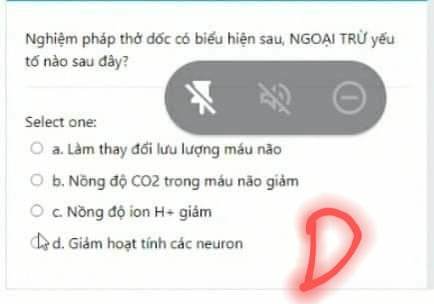 Nghiệm pháp thở dốc có biểu hiện sau, NGOẠI TRỪ yếu
tố nào sau đây?
Select one:
a. Làm thay đổi lưu lượng máu não
b. Nồng độ CO2 trong máu não giảm
c. Nồng độ ion H+ giảm
d. Giảm hoạt tính các neuron
D